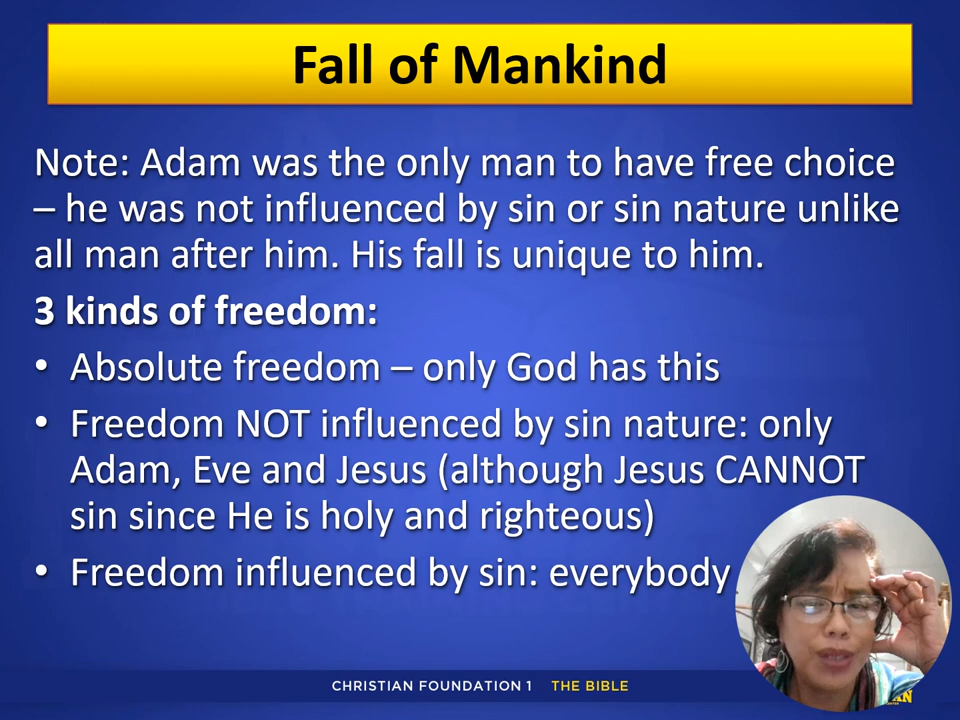 Fall of Mankind
Note: Adam was the only man to have free choice
– he was not influenced by sin or sin nature unlike
all man after him. His fall is unique to him.
3 kinds of freedom:
• Absolute freedom – only God has this
• Freedom NOT influenced by sin nature: only
Adam, Eve and Jesus (although Jesus CANNOT
sin since He is holy and righteous)
• Freedom influenced by sin: everybody
CHRISTIAN FOUNDATION 1 THE BIBLE